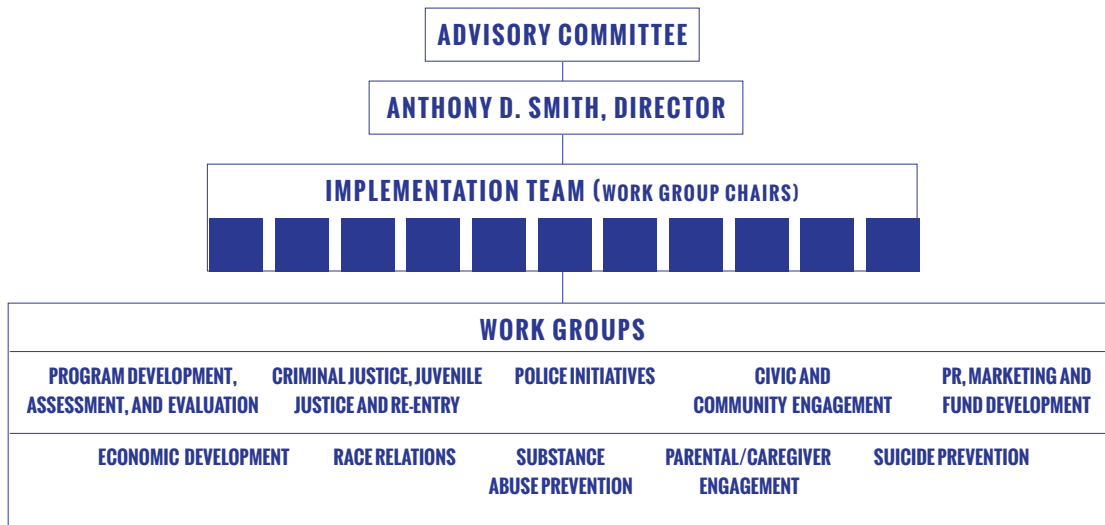 ADVISORY COMMITTEE
ANTHONY D. SMITH, DIRECTOR
IMPLEMENTATION TEAM (WORK GROUP CHAIRS)
WORK GROUPS
PROGRAM DEVELOPMENT,
ASSESSMENT, AND EVALUATION
CRIMINAL JUSTICE, JUVENILE
JUSTICE AND RE-ENTRY
POLICE INITIATIVES
CIVIC AND
COMMUNITY ENGAGEMENT
PR, MARKETING AND
FUND DEVELOPMENT
ECONOMIC DEVELOPMENT
RACE RELATIONS
SUBSTANCE
ABUSE PREVENTION
PARENTAL/CAREGIVER
ENGAGEMENT
SUICIDE PREVENTION